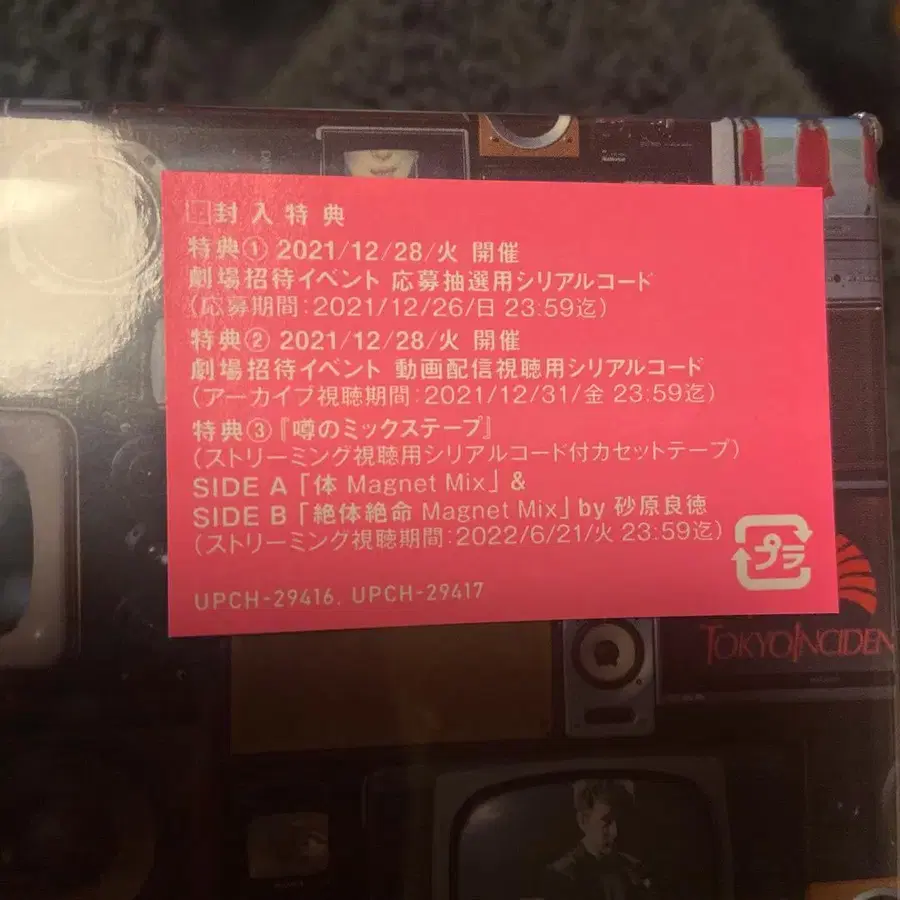 封入特典
特典① 2021/12/28/火 開催
劇場招待イベント 応募抽選用シリアルコード
(応募期間:2021/12/26/日 23:59迄)
特典② 2021/12/28/火 開催
劇場招待イベント 動画配信視聴用シリアルコード
(アーカイブ視聴期間:2021/12/31/金 23:59迄)
特典③『噂のミックステープ』
(ストリーミング視聴用シリアルコード付カセットテープ)
SIDE A「体 Magnet Mix」&
SIDE B「絶体絶命 Magnet Mix」by 砂原良徳
(ストリーミング視聴期間:2022/6/21/火 23:59迄)
プラ
UPCH-29416, UPCH-29417
TOKYO INCIDEN